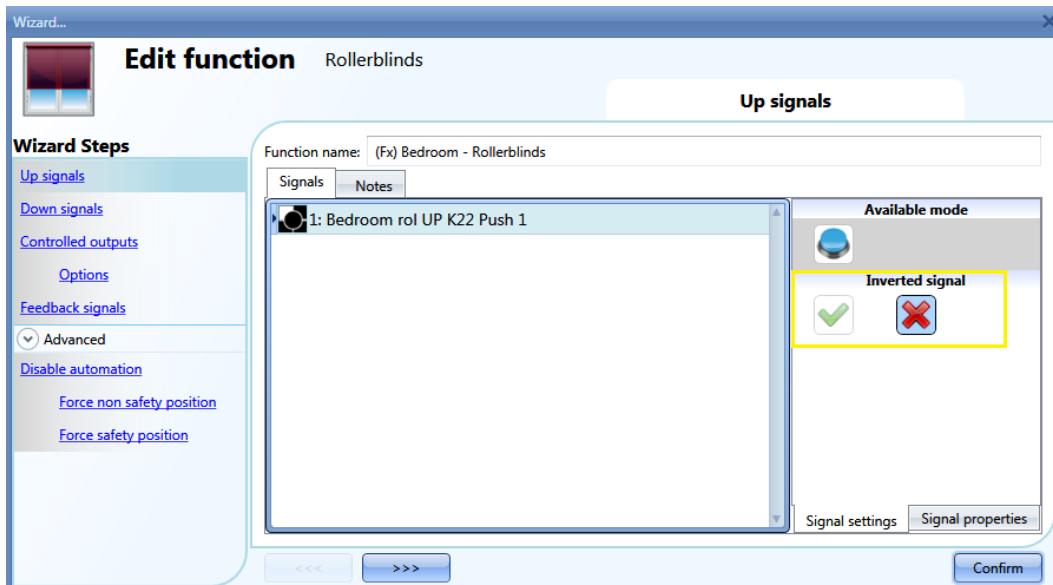 Wizard...
Edit function Rollerblinds
Up signals
Wizard Steps
Up signals
Down signals
Controlled outputs
Options
Feedback signals
Advanced
Disable automation
Force non safety position
Force safety position
Function name: (Fx) Bedroom - Rollerblinds
Signals Notes
1: Bedroom rol UP K22 Push 1
Available mode
Inverted signal
Signal settings Signal properties
<<< >>> Confirm